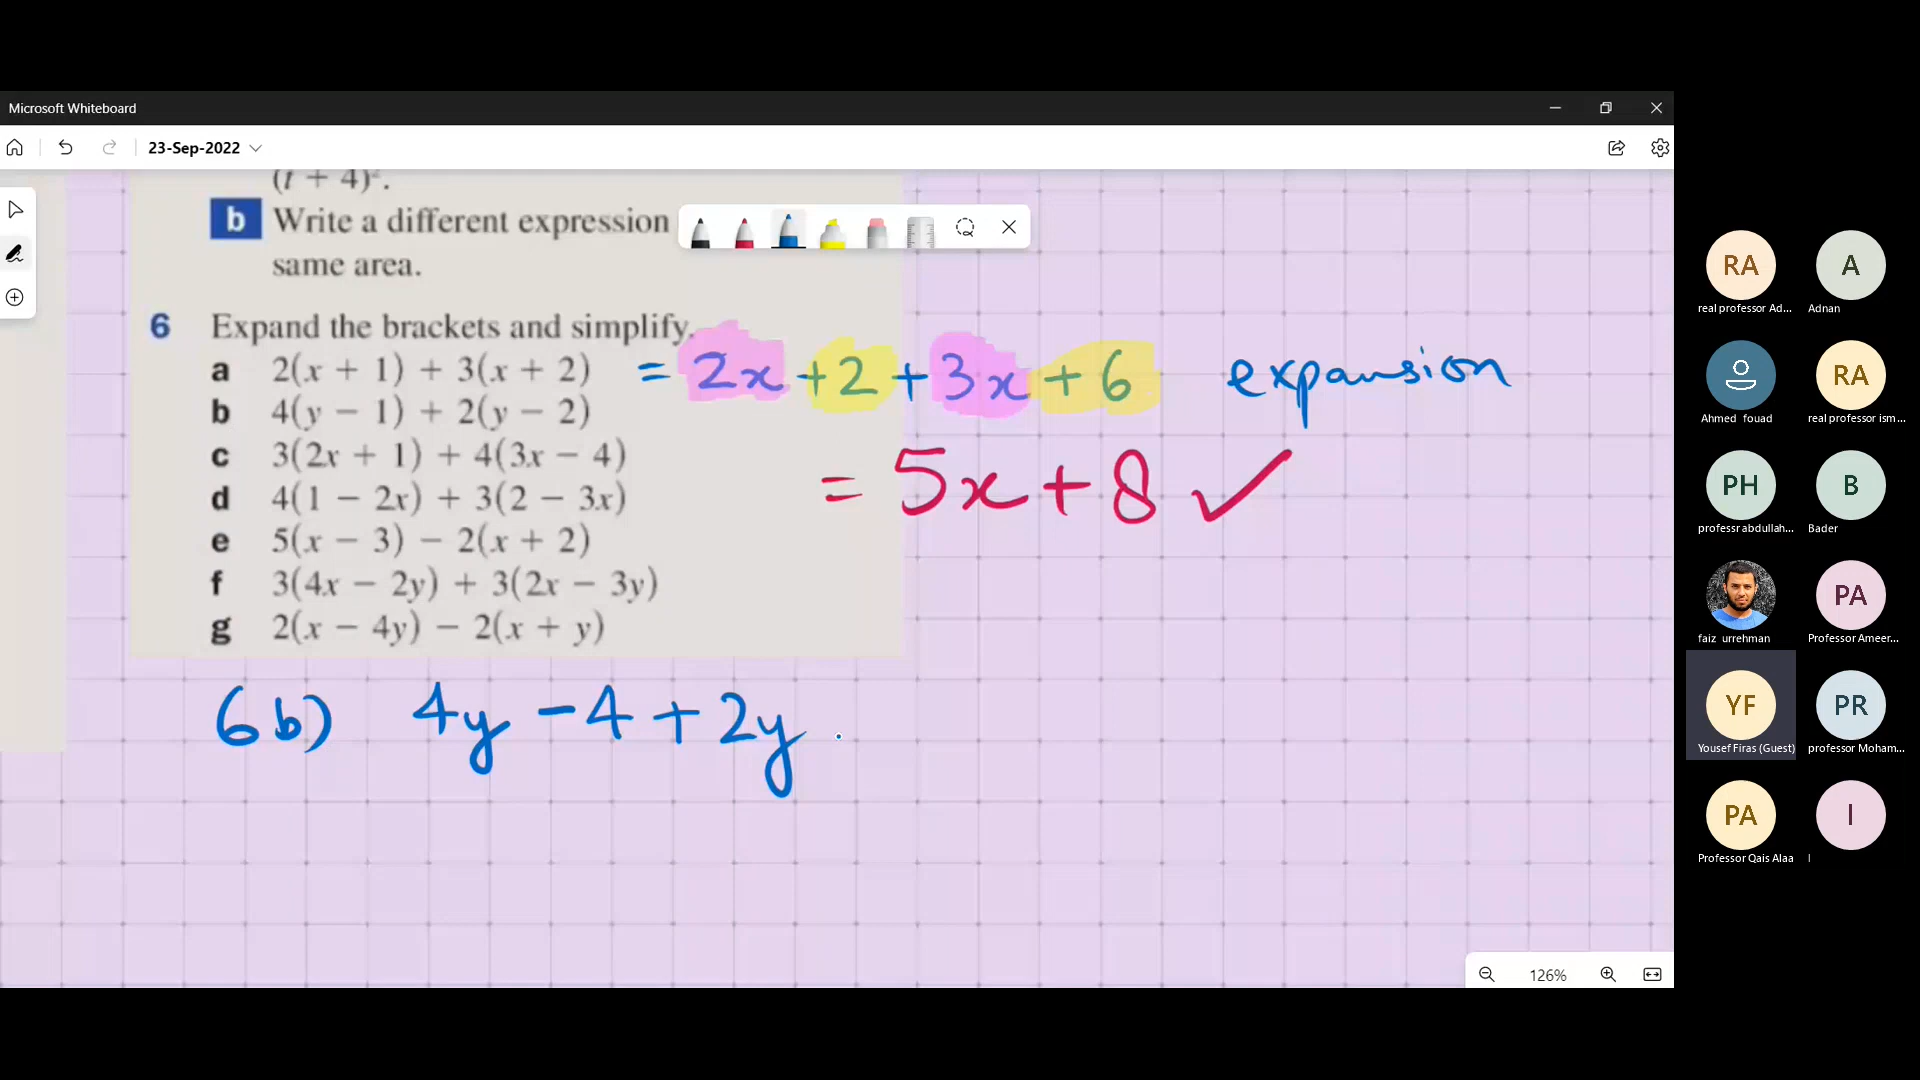 Microsoft Whiteboard
23-Sep-2022
(t + 4)².
b Write a different expression
same area.
6 Expand the brackets and simplify.
a 2(x + 1) + 3(x + 2) = 2x + 2 + 3x + 6 expansion
b 4(y − 1) + 2(y − 2)
c 3(2x + 1) + 4(3x − 4) = 5x + 8 ✓
d 4(1 − 2x) + 3(2 − 3x)
e 5(x − 3) − 2(x + 2)
f 3(4x − 2y) + 3(2x − 3y)
g 2(x − 4y) − 2(x + y)
6 b) 4y − 4 + 2y
126%
RA A
real professor Ad... Adnan
RA
Ahmed fouad real professor ism...
PH B
professr abdullah... Bader
PA
faiz urrehman Professor Ameer...
YF PR
Yousef Firas (Guest) professor Moham...
PA I
Professor Qais Alaa I